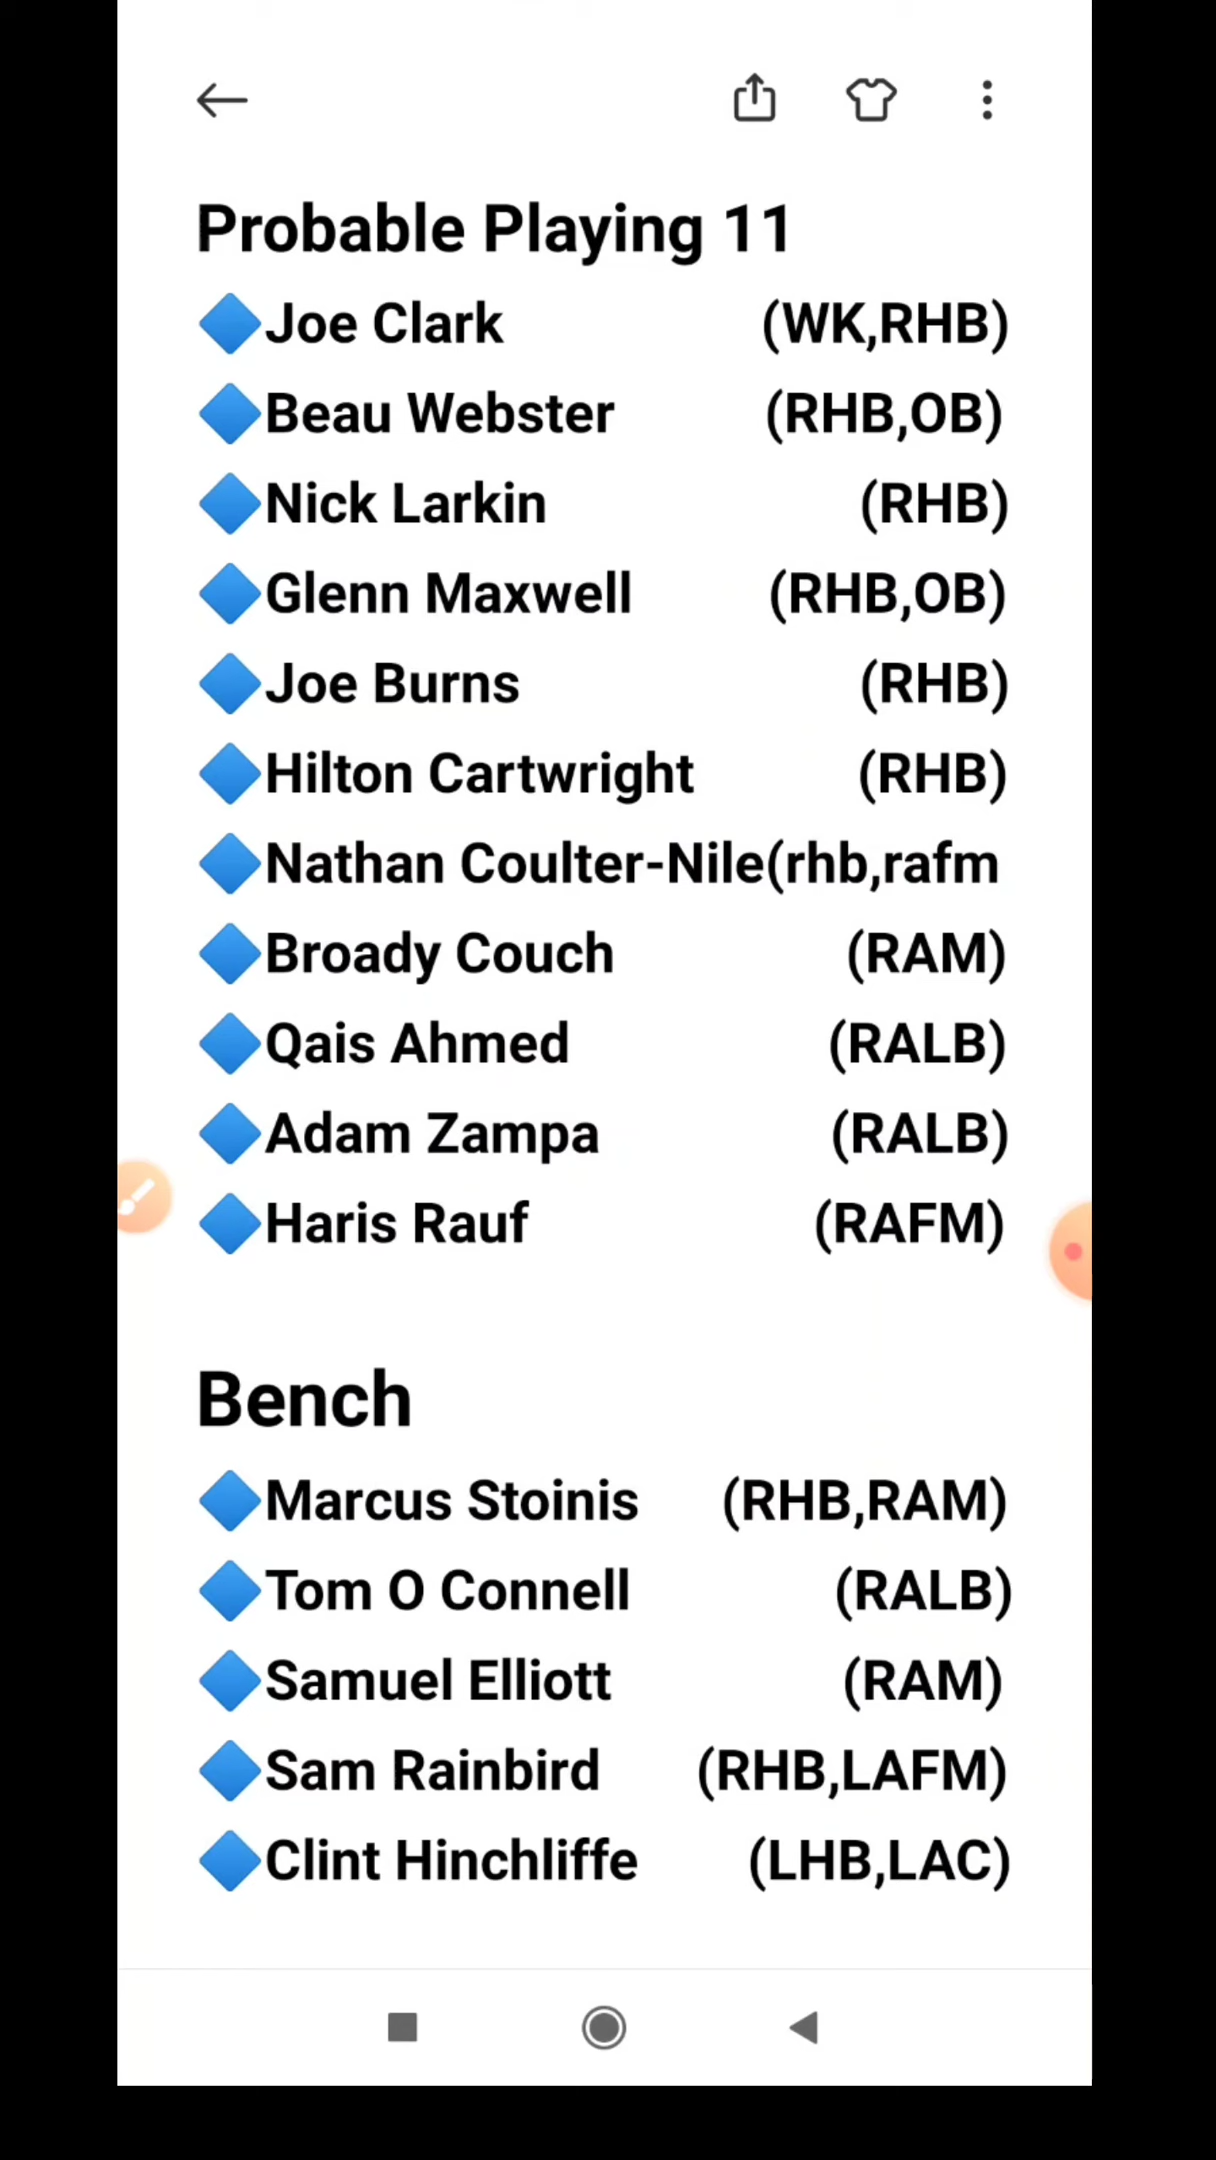 Probable Playing 11
Joe Clark (WK,RHB)
Beau Webster (RHB,OB)
Nick Larkin (RHB)
Glenn Maxwell (RHB,OB)
Joe Burns (RHB)
Hilton Cartwright (RHB)
Nathan Coulter-Nile(rhb,rafm
Broady Couch (RAM)
Qais Ahmed (RALB)
Adam Zampa (RALB)
Haris Rauf (RAFM)
Bench
Marcus Stoinis (RHB,RAM)
Tom O Connell (RALB)
Samuel Elliott (RAM)
Sam Rainbird (RHB,LAFM)
Clint Hinchliffe (LHB,LAC)